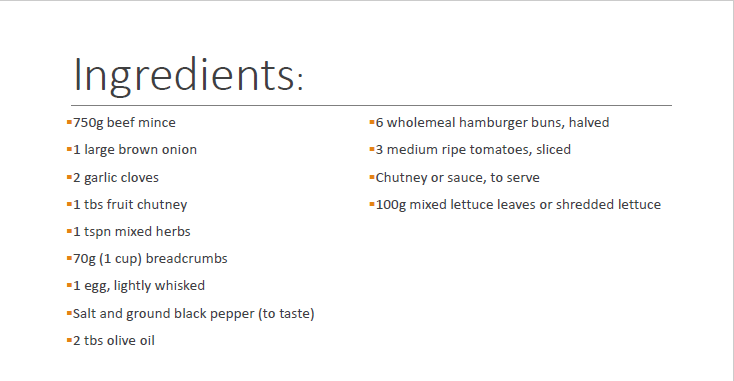 Ingredients:
▪750g beef mince
▪1 large brown onion
▪2 garlic cloves
▪1 tbs fruit chutney
▪1 tspn mixed herbs
▪70g (1 cup) breadcrumbs
▪1 egg, lightly whisked
▪Salt and ground black pepper (to taste)
▪2 tbs olive oil
▪6 wholemeal hamburger buns, halved
▪3 medium ripe tomatoes, sliced
▪Chutney or sauce, to serve
▪100g mixed lettuce leaves or shredded lettuce